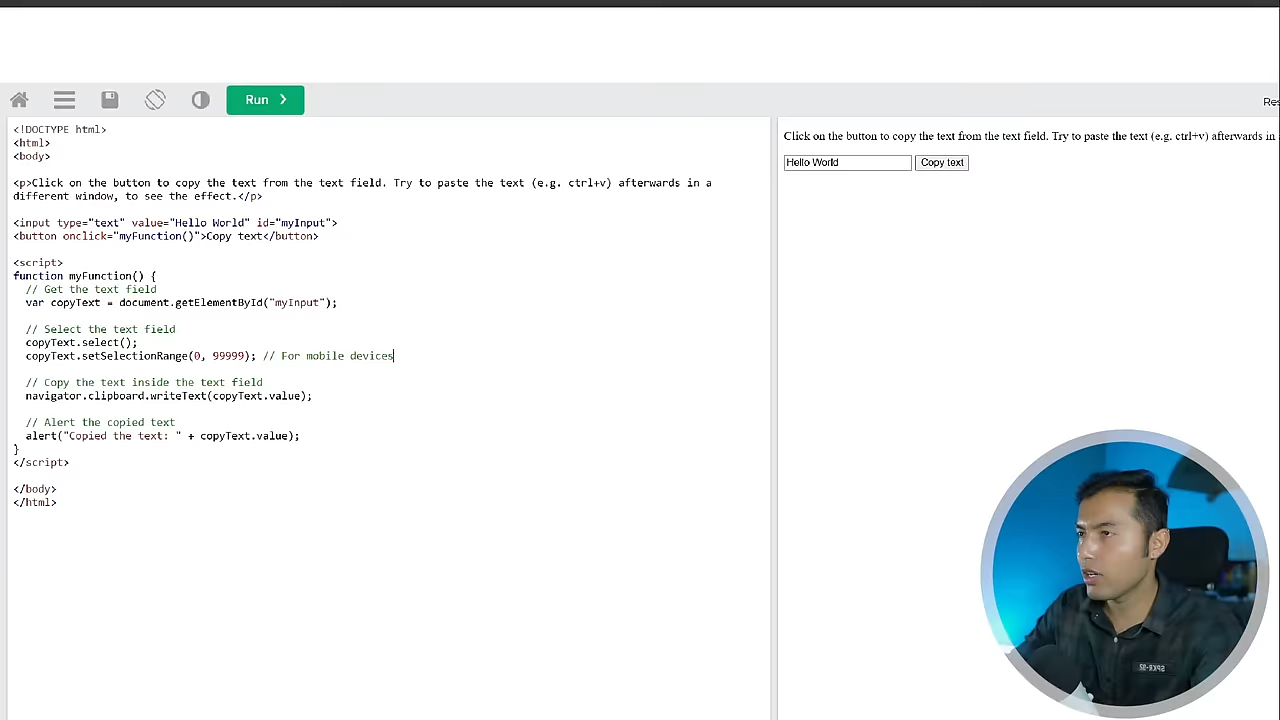 Run ❯
Res
<!DOCTYPE html>
<html>
<body>
<p>Click on the button to copy the text from the text field. Try to paste the text (e.g. ctrl+v) afterwards in a
different window, to see the effect.</p>
<input type="text" value="Hello World" id="myInput">
<button onclick="myFunction()">Copy text</button>
<script>
function myFunction() {
// Get the text field
var copyText = document.getElementById("myInput");
// Select the text field
copyText.select();
copyText.setSelectionRange(0, 99999); // For mobile devices
// Copy the text inside the text field
navigator.clipboard.writeText(copyText.value);
// Alert the copied text
alert("Copied the text: " + copyText.value);
}
</script>
</body>
</html>
Click on the button to copy the text from the text field. Try to paste the text (e.g. ctrl+v) afterwards in
Hello World Copy text